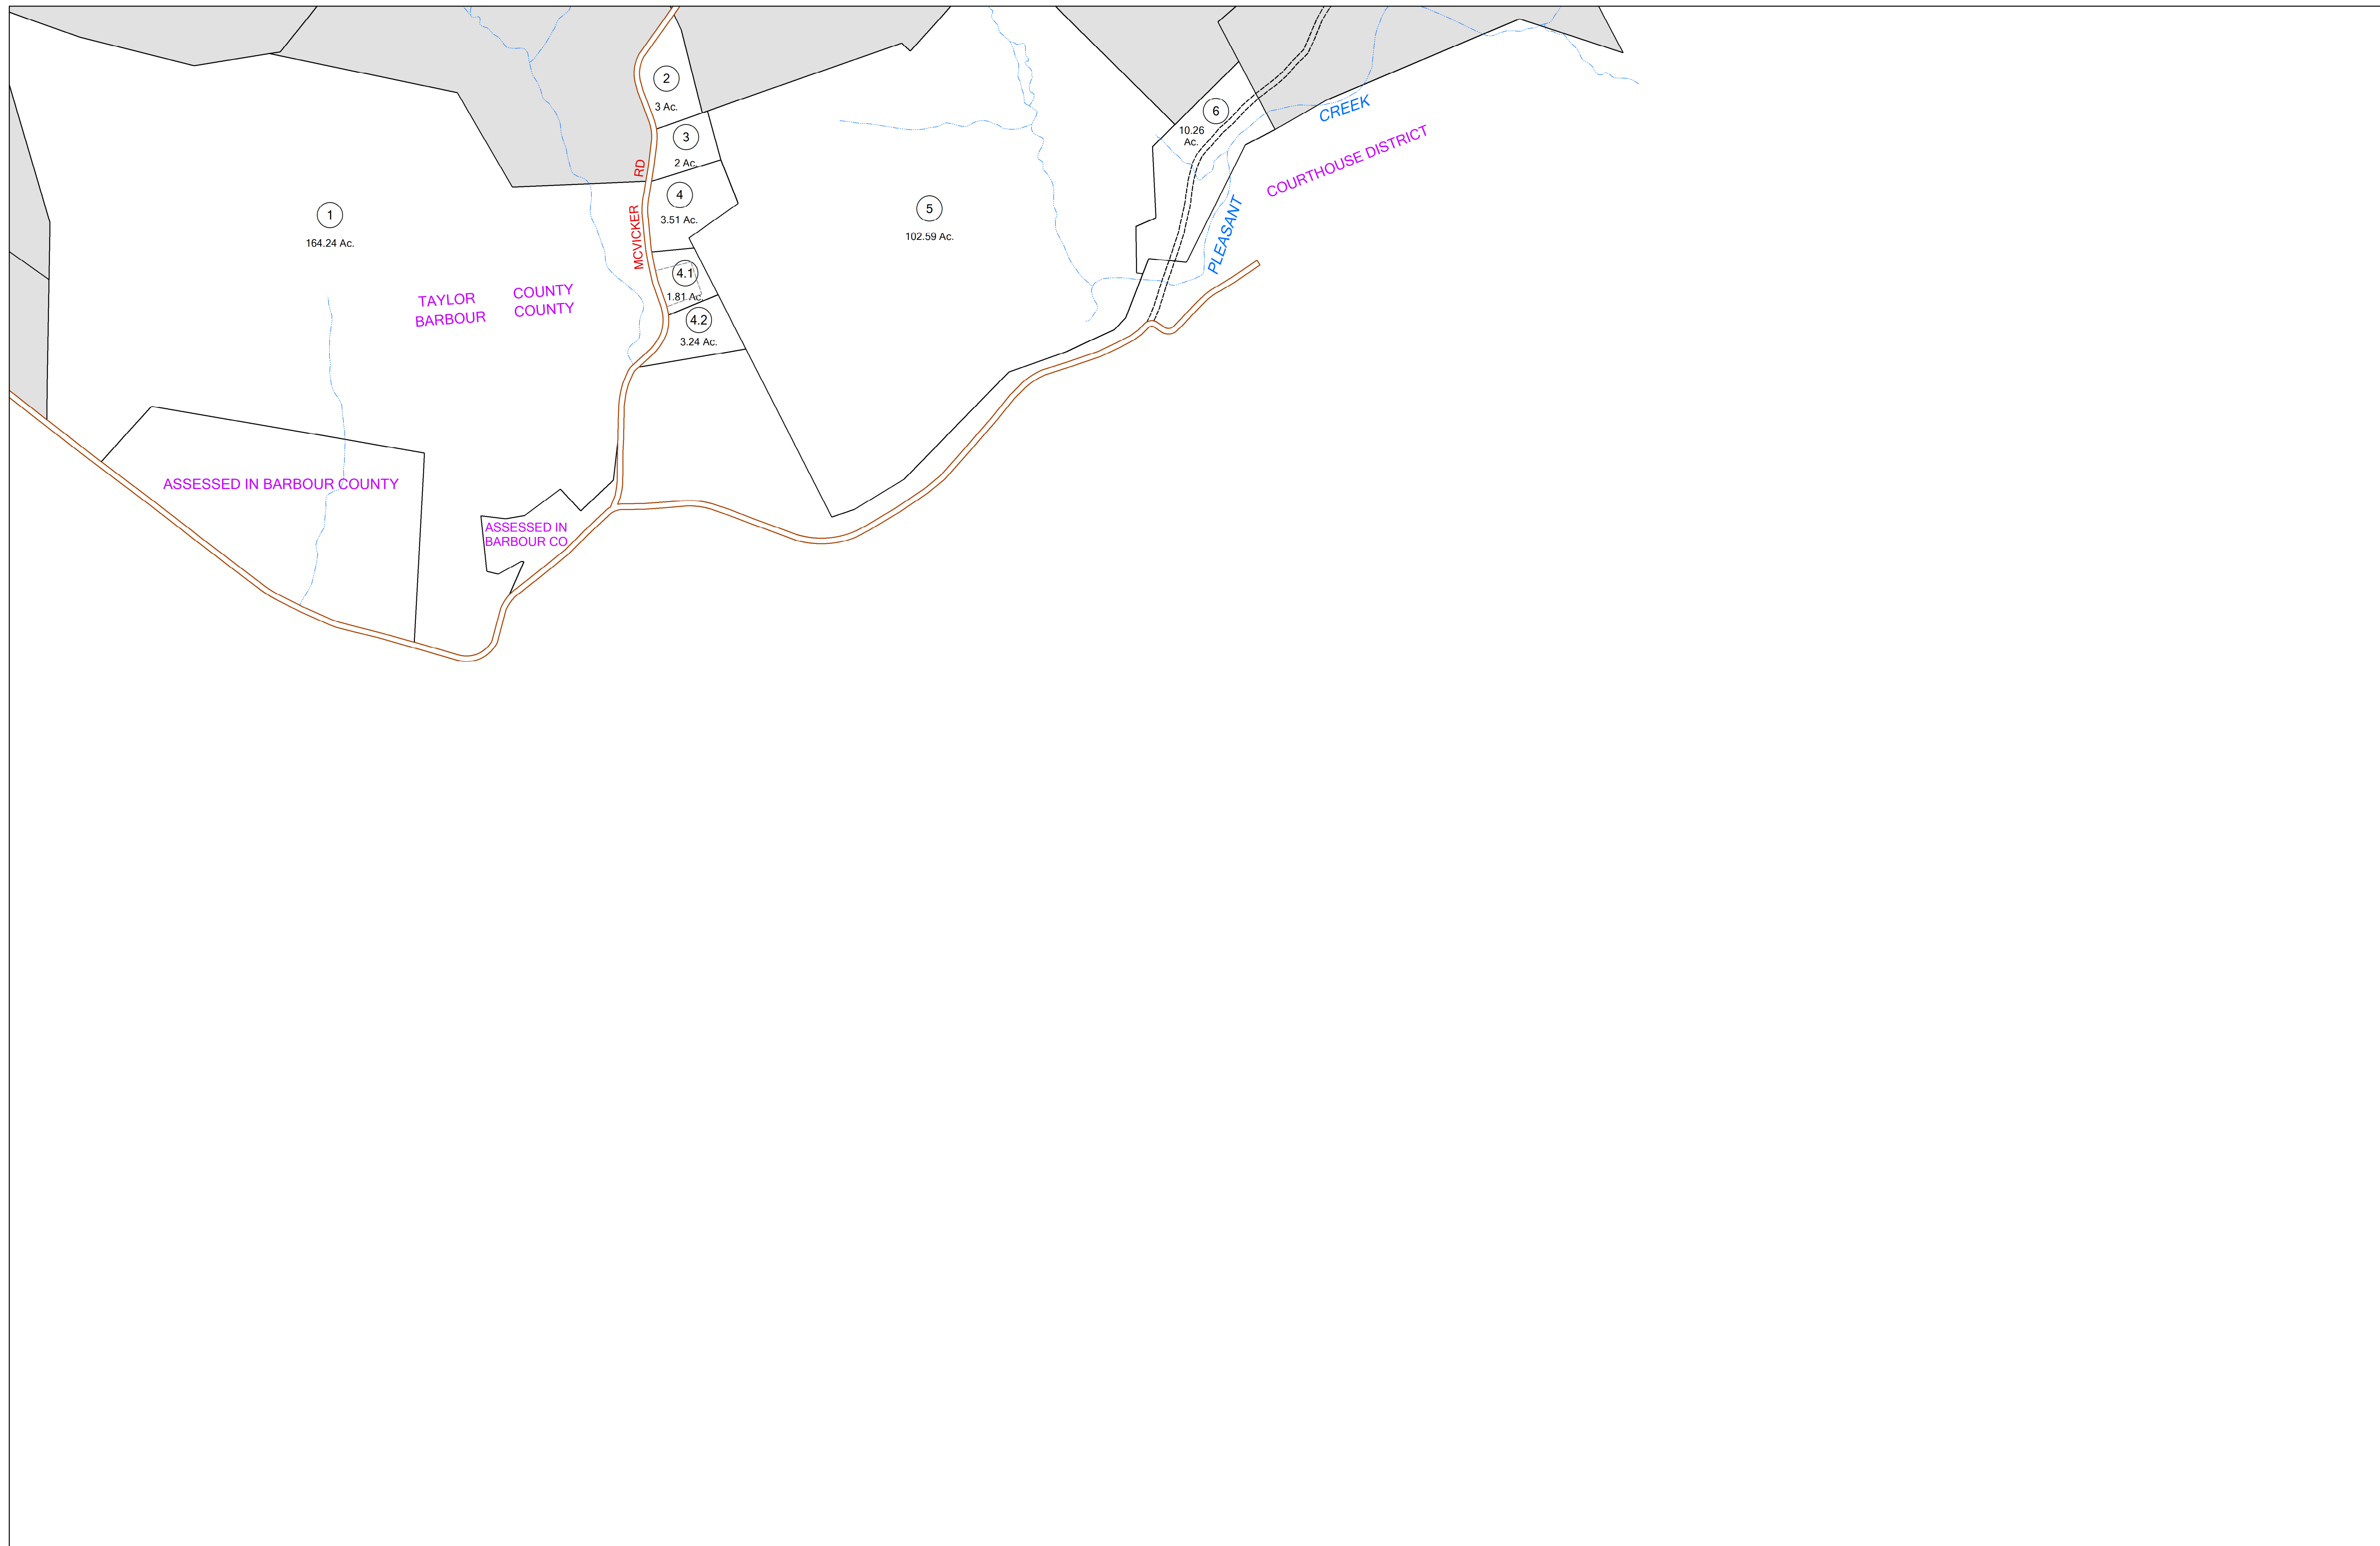 2
3 Ac.
3
2 Ac.
RD
4
3.51 Ac.
MCVICKER
4.1
1.81 Ac.
4.2
3.24 Ac.
1
164.24 Ac.
TAYLOR COUNTY
BARBOUR COUNTY
5
102.59 Ac.
6
10.26
Ac.
CREEK
PLEASANT
COURTHOUSE DISTRICT
ASSESSED IN BARBOUR COUNTY
ASSESSED IN
BARBOUR CO